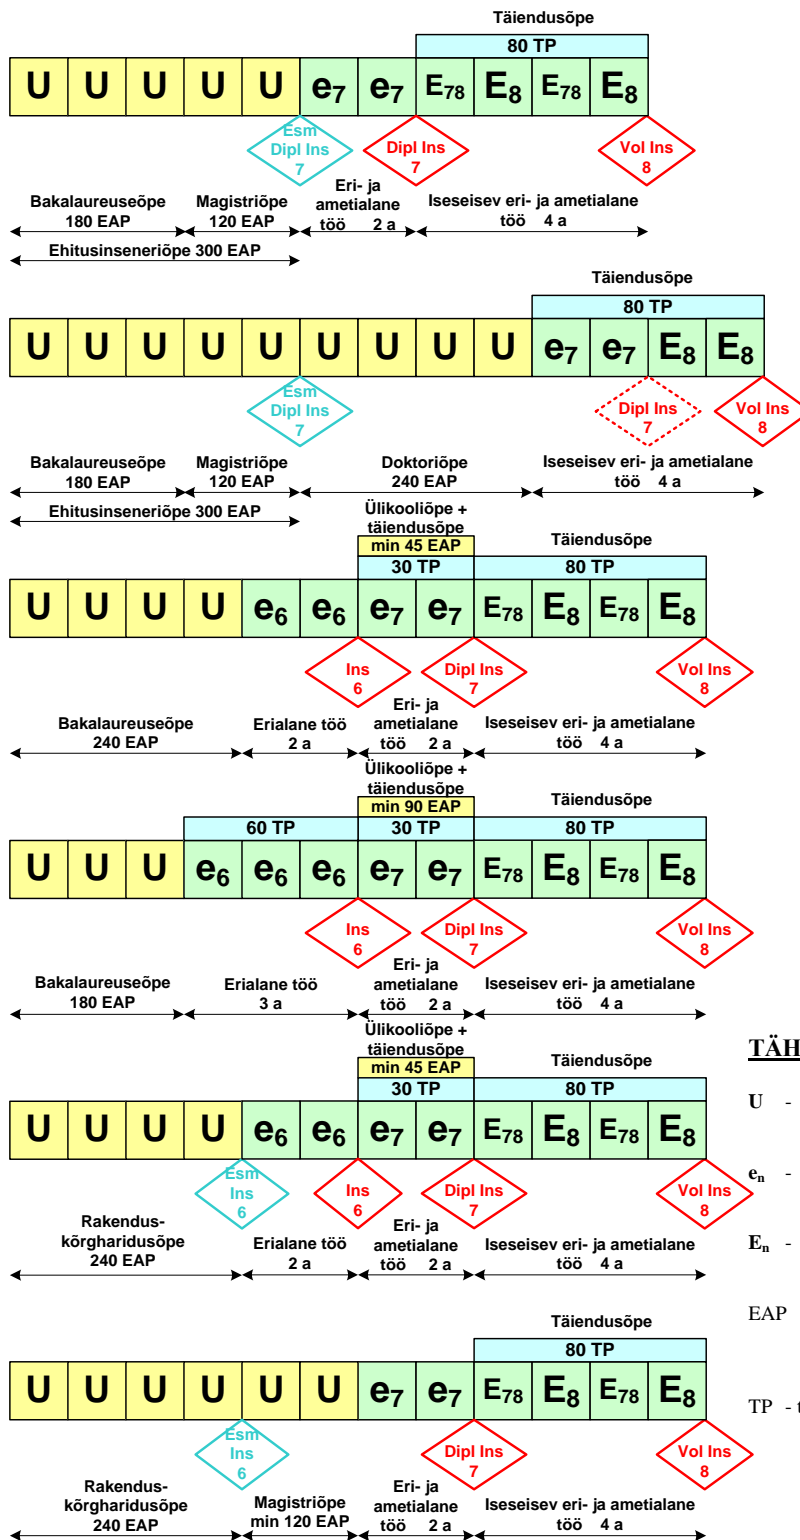 Täiendusõpe
80 TP
U U U U U e7 e7 E78 E8 E78 E8
Esm
Dipl Ins
7
Dipl Ins
7
Vol Ins
8
Bakalaureuseõpe
180 EAP
Magistriõpe
120 EAP
Eri- ja
ametialane
töö 2 a
Iseseisev eri- ja ametialane
töö 4 a
Ehitusinseneriõpe 300 EAP
Täiendusõpe
80 TP
U U U U U U U U U e7 e7 E8 E8
Esm
Dipl Ins
7
Dipl Ins
7
Vol Ins
8
Bakalaureuseõpe
180 EAP
Magistriõpe
120 EAP
Doktoriõpe
240 EAP
Iseseisev eri- ja ametialane
töö 4 a
Ehitusinseneriõpe 300 EAP
Ülikooliõpe +
täiendusõpe
min 45 EAP
30 TP
Täiendusõpe
80 TP
U U U U e6 e6 e7 e7 E78 E8 E78 E8
Ins
6
Dipl Ins
7
Vol Ins
8
Bakalaureuseõpe
240 EAP
Erialane töö
2 a
Eri- ja
ametialane
töö 2 a
Iseseisev eri- ja ametialane
töö 4 a
Ülikooliõpe +
täiendusõpe
min 90 EAP
60 TP
30 TP
Täiendusõpe
80 TP
U U U e6 e6 e6 e7 e7 E78 E8 E78 E8
Ins
6
Dipl Ins
7
Vol Ins
8
Bakalaureuseõpe
180 EAP
Erialane töö
3 a
Eri- ja
ametialane
töö 2 a
Iseseisev eri- ja ametialane
töö 4 a
Ülikooliõpe +
täiendusõpe
min 45 EAP
30 TP
Täiendusõpe
80 TP
U U U U e6 e6 e7 e7 E78 E8 E78 E8
Esm
Ins
6
Ins
6
Dipl Ins
7
Vol Ins
8
Rakendus-
kõrgharidusõpe
240 EAP
Erialane töö
2 a
Eri- ja
ametialane
töö 2 a
Iseseisev eri- ja ametialane
töö 4 a
Täiendusõpe
80 TP
U U U U U U e7 e7 E78 E8 E78 E8
Esm
Ins
6
Dipl Ins
7
Vol Ins
8
Rakendus-
kõrgharidusõpe
240 EAP
Magistriõpe
min 120 EAP
Eri- ja
ametialane
töö 2 a
Iseseisev eri- ja ametialane
töö 4 a
TÄH
U -
en -
En -
EAP
TP - t